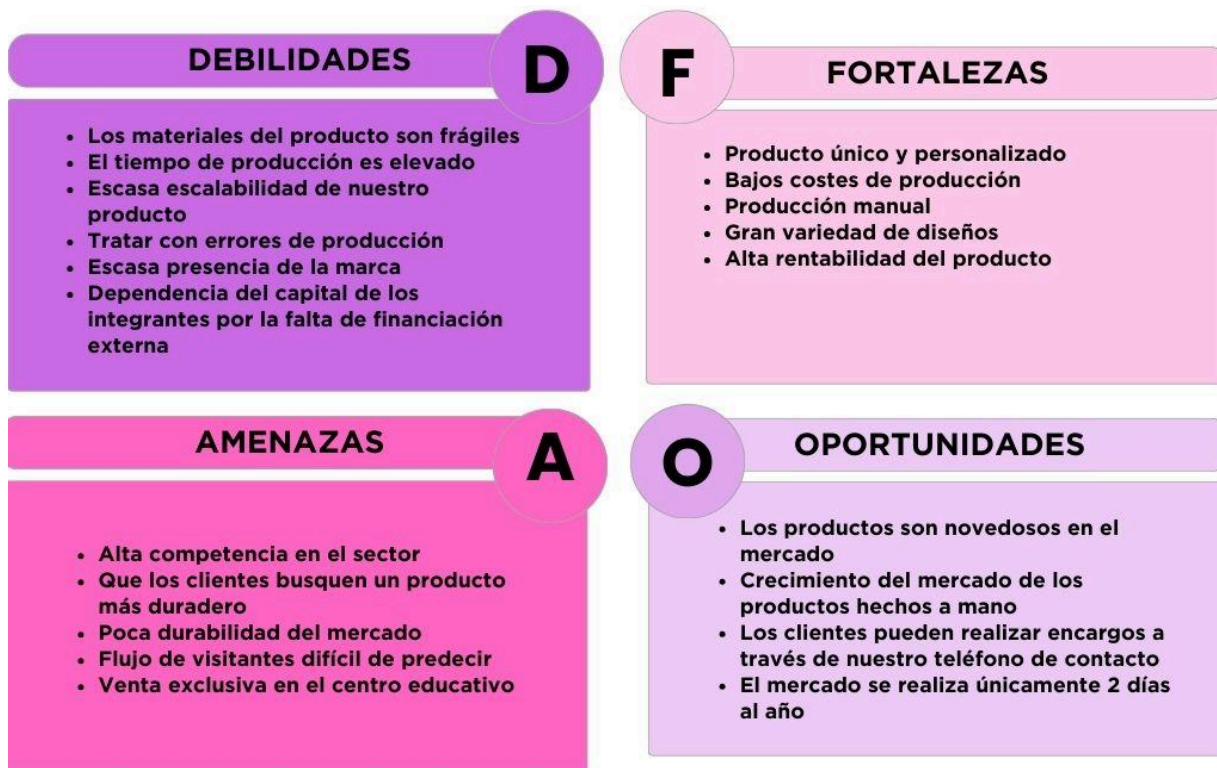 DEBILIDADES
D
• Los materiales del producto son frágiles
• El tiempo de producción es elevado
• Escasa escalabilidad de nuestro
producto
• Tratar con errores de producción
• Escasa presencia de la marca
• Dependencia del capital de los
integrantes por la falta de financiación
externa
F
FORTALEZAS
• Producto único y personalizado
• Bajos costes de producción
• Producción manual
• Gran variedad de diseños
• Alta rentabilidad del producto
AMENAZAS
A
• Alta competencia en el sector
• Que los clientes busquen un producto
más duradero
• Poca durabilidad del mercado
• Flujo de visitantes difícil de predecir
• Venta exclusiva en el centro educativo
O
OPORTUNIDADES
• Los productos son novedosos en el
mercado
• Crecimiento del mercado de los
productos hechos a mano
• Los clientes pueden realizar encargos a
través de nuestro teléfono de contacto
• El mercado se realiza únicamente 2 días
al año